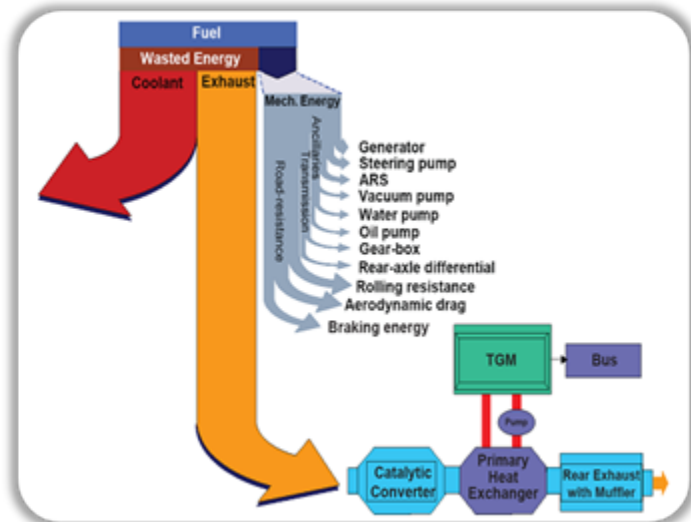 Fuel
Wasted Energy
Coolant
Exhaust
Mech. Energy
Ancillaries
Transmission
Road-resistance
Generator
Steering pump
ARS
Vacuum pump
Water pump
Oil pump
Gear-box
Rear-axle differential
Rolling resistance
Aerodynamic drag
Braking energy
TGM
Bus
Pump
Catalytic
Converter
Primary
Heat
Exchanger
Rear Exhaust
with Muffler